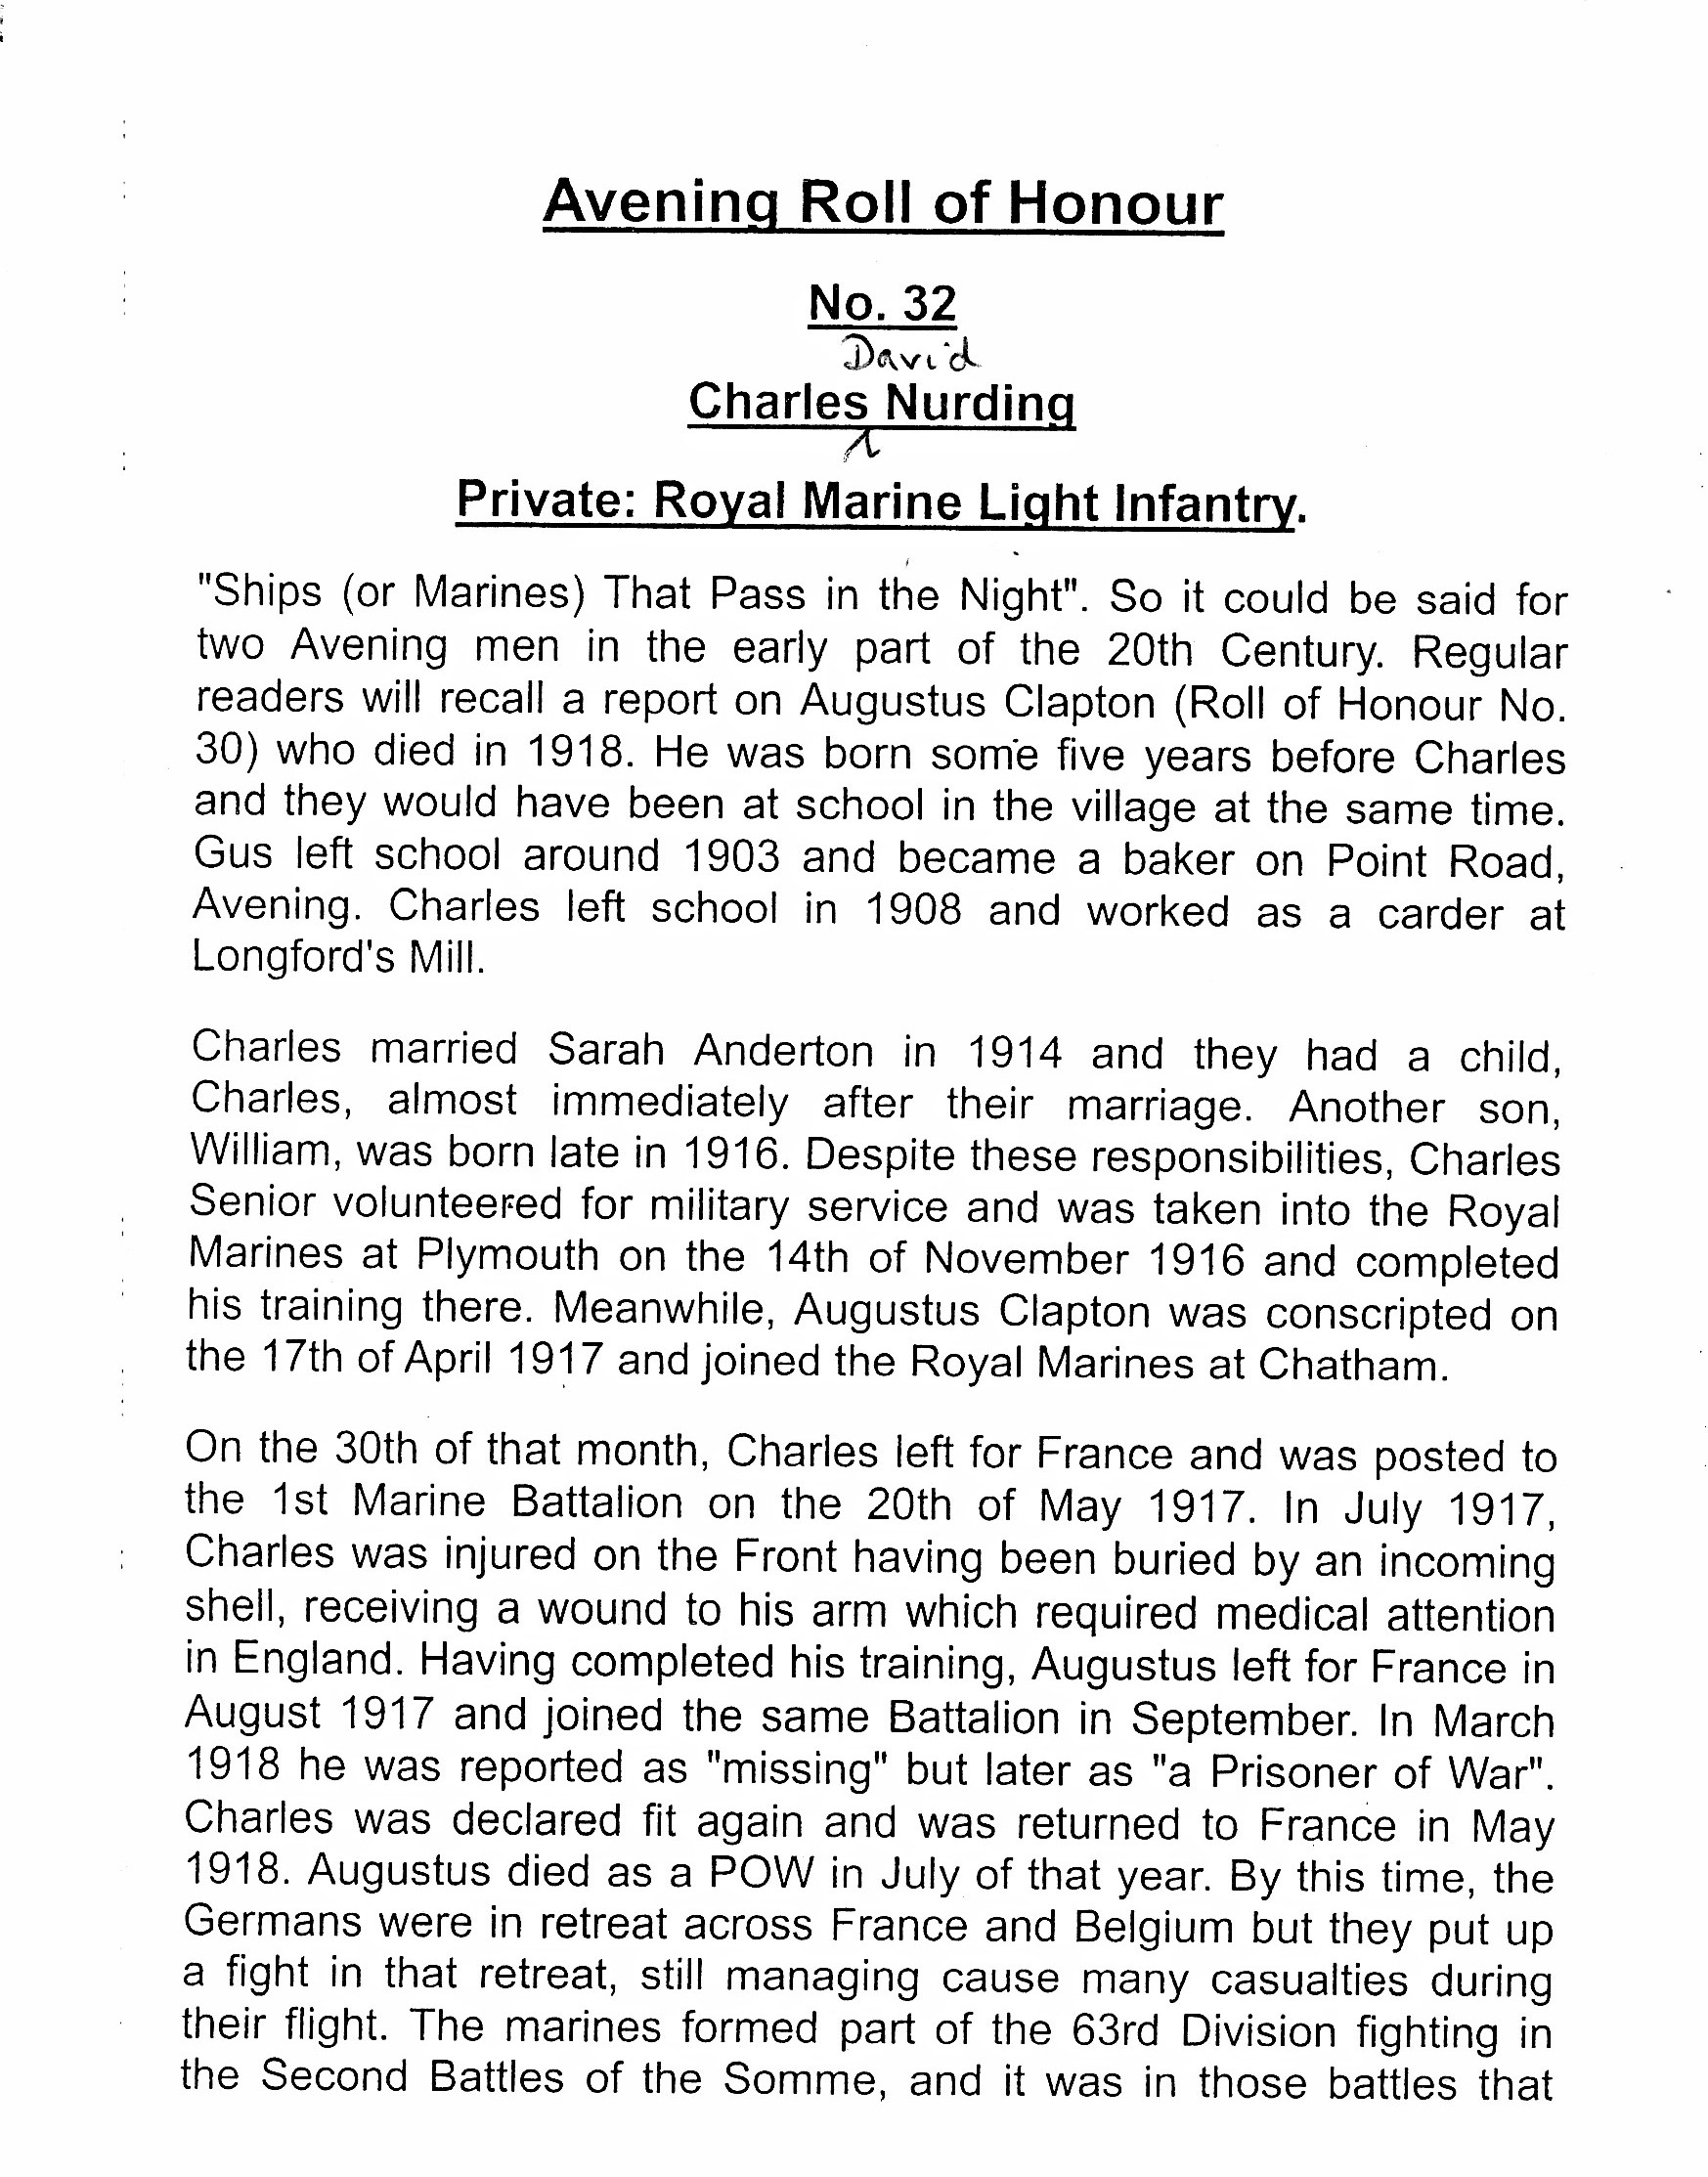 Avening Roll of Honour
No. 32
David
Charles Nurding
Private: Royal Marine Light Infantry.
"Ships (or Marines) That Pass in the Night". So it could be said for
two Avening men in the early part of the 20th Century. Regular
readers will recall a report on Augustus Clapton (Roll of Honour No.
30) who died in 1918. He was born some five years before Charles
and they would have been at school in the village at the same time.
Gus left school around 1903 and became a baker on Point Road,
Avening. Charles left school in 1908 and worked as a carder at
Longford's Mill.
Charles married Sarah Anderton in 1914 and they had a child,
Charles, almost immediately after their marriage. Another son,
William, was born late in 1916. Despite these responsibilities, Charles
Senior volunteered for military service and was taken into the Royal
Marines at Plymouth on the 14th of November 1916 and completed
his training there. Meanwhile, Augustus Clapton was conscripted on
the 17th of April 1917 and joined the Royal Marines at Chatham.
On the 30th of that month, Charles left for France and was posted to
the 1st Marine Battalion on the 20th of May 1917. In July 1917,
Charles was injured on the Front having been buried by an incoming
shell, receiving a wound to his arm which required medical attention
in England. Having completed his training, Augustus left for France in
August 1917 and joined the same Battalion in September. In March
1918 he was reported as "missing" but later as "a Prisoner of War".
Charles was declared fit again and was returned to France in May
1918. Augustus died as a POW in July of that year. By this time, the
Germans were in retreat across France and Belgium but they put up
a fight in that retreat, still managing cause many casualties during
their flight. The marines formed part of the 63rd Division fighting in
the Second Battles of the Somme, and it was in those battles that